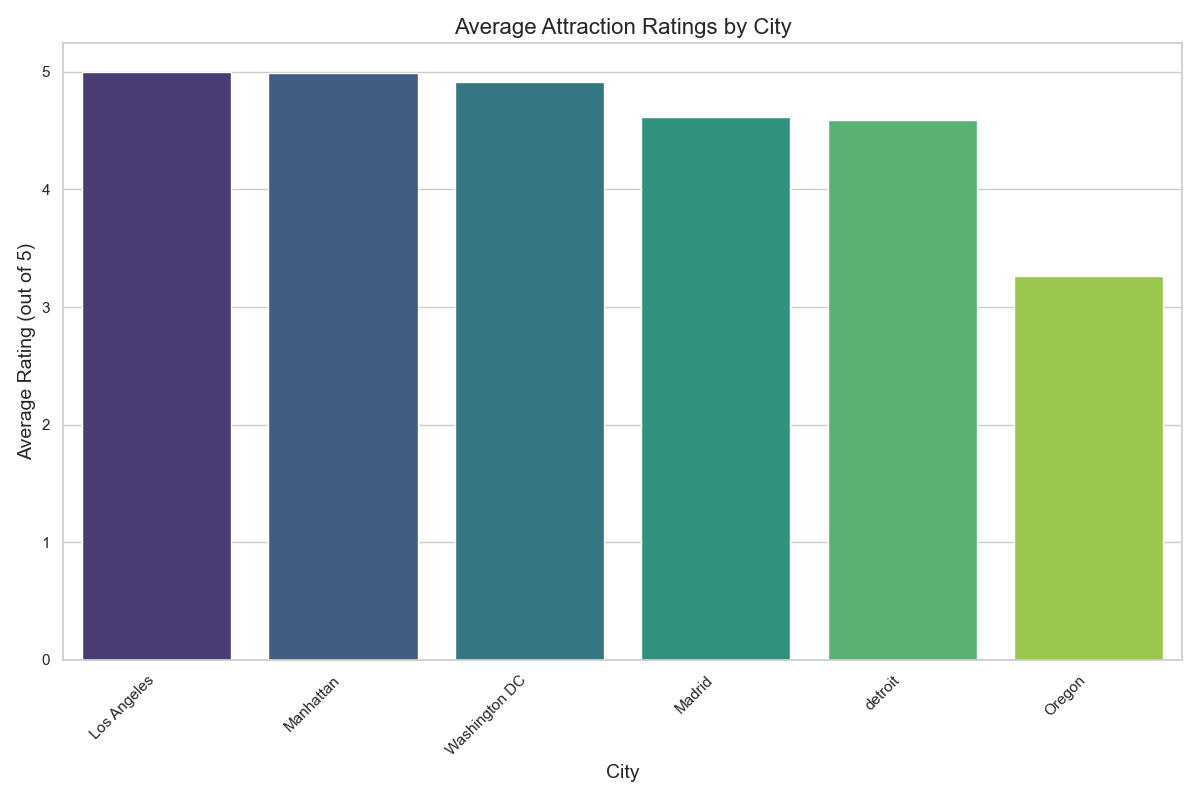 Average Attraction Ratings by City
Average Rating (out of 5)
5
4
3
2
1
0
Los Angeles
Manhattan
Washington DC
Madrid
detroit
Oregon
City